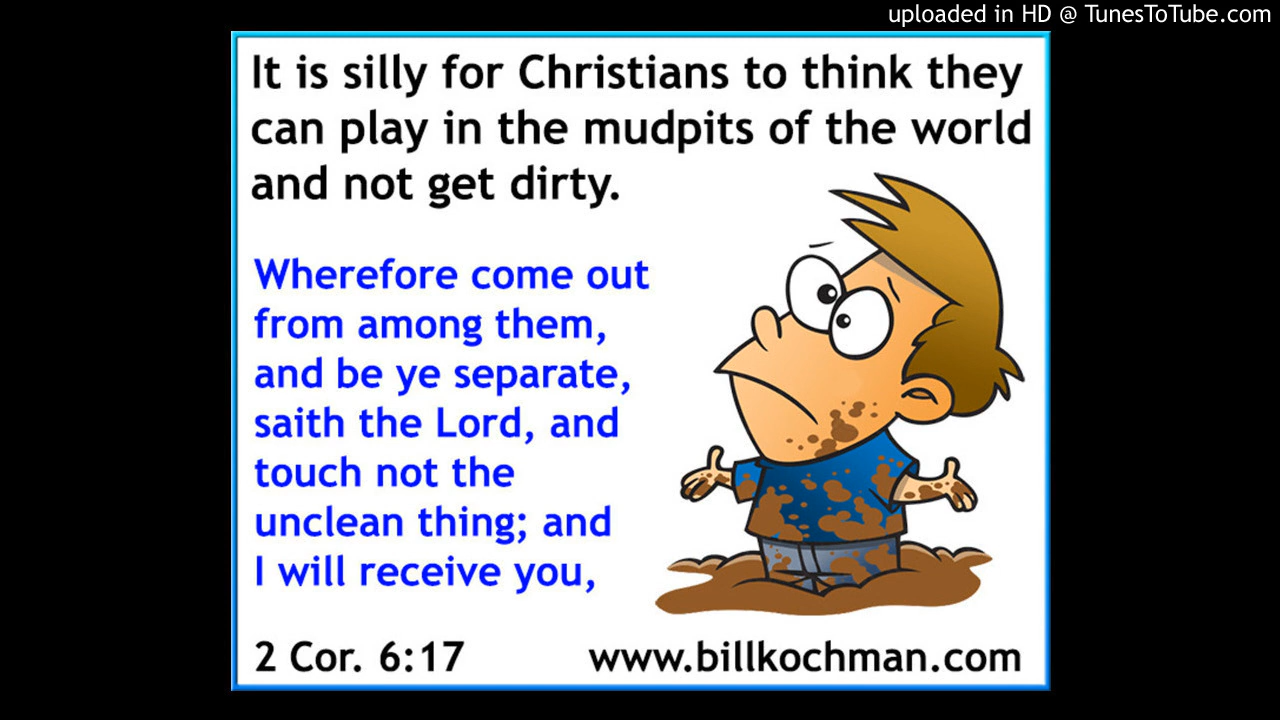 uploaded in HD @ TunesToTube.com
It is silly for Christians to think they
can play in the mudpits of the world
and not get dirty.
Wherefore come out
from among them,
and be ye separate,
saith the Lord, and
touch not the
unclean thing; and
I will receive you,
2 Cor. 6:17 www.billkochman.com